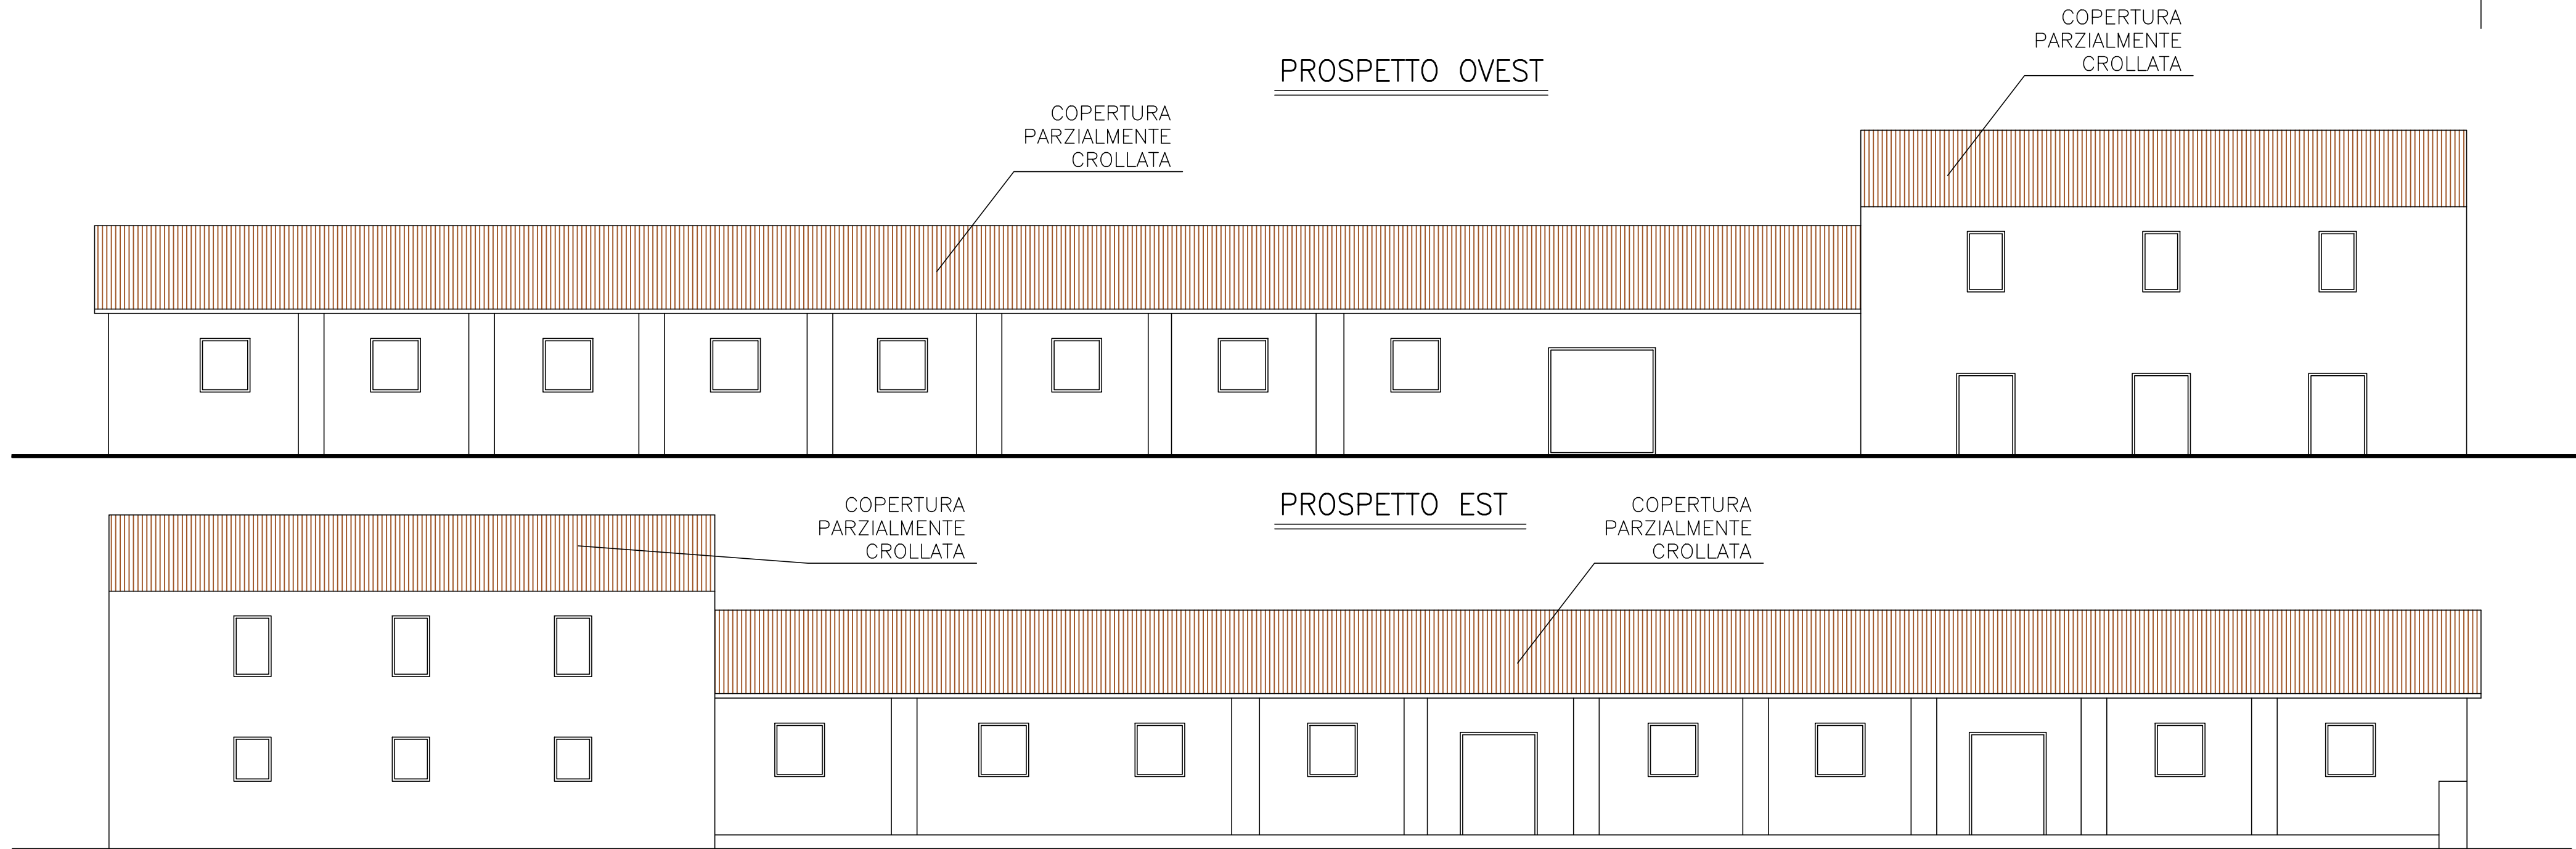 COPERTURA
PARZIALMENTE
CROLLATA
PROSPETTO OVEST
COPERTURA
PARZIALMENTE
CROLLATA
COPERTURA
PARZIALMENTE
CROLLATA
PROSPETTO EST
COPERTURA
PARZIALMENTE
CROLLATA